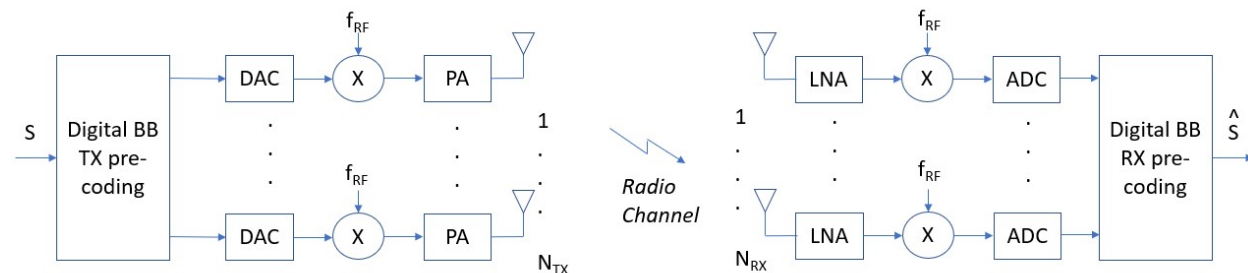 f_RF
f_RF
DAC
X
PA
LNA
X
ADC
S
Digital BB
TX pre-
coding
1
1
Digital BB
RX pre-
coding
Ŝ
f_RF
Radio
Channel
f_RF
DAC
X
PA
LNA
X
ADC
N_TX
N_RX